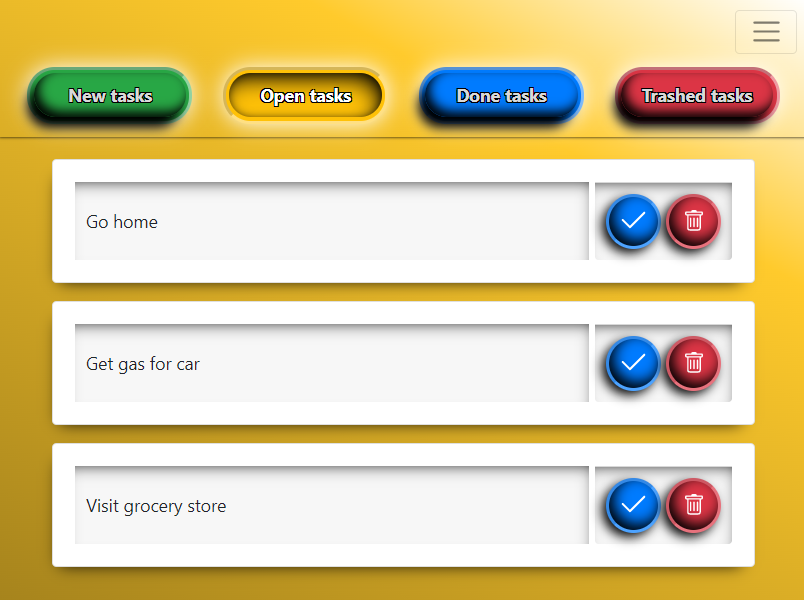 New tasks
Open tasks
Done tasks
Trashed tasks
Go home
Get gas for car
Visit grocery store